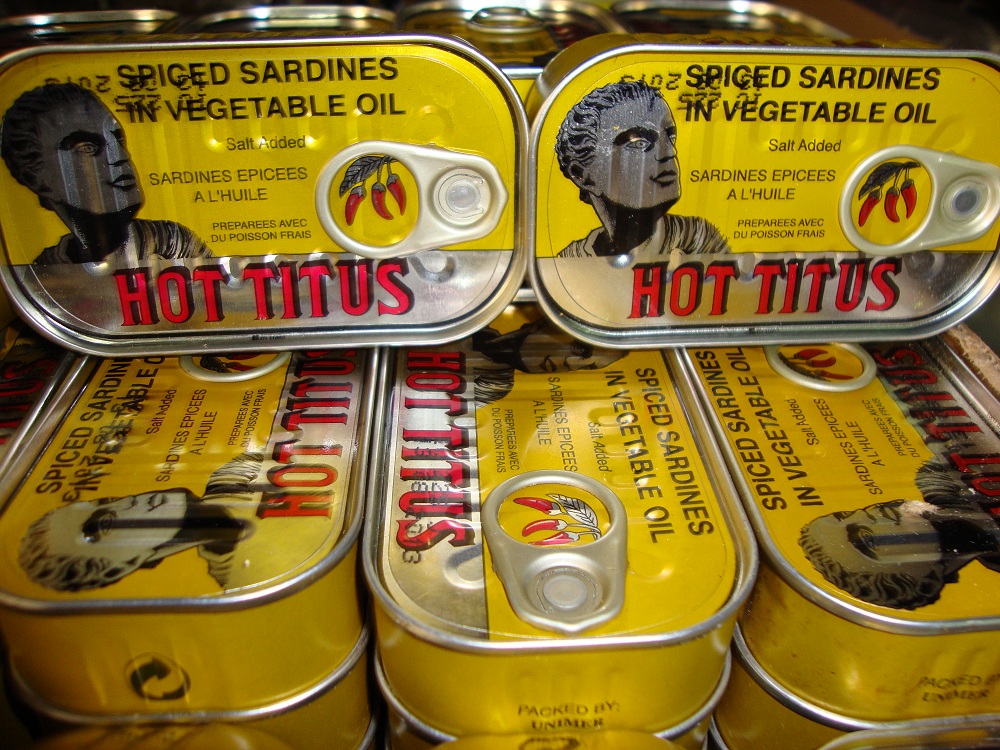 SPICED SARDINES
IN VEGETABLE OIL
Salt Added
SARDINES EPICEES
A L'HUILE
PREPAREES AVEC
DU POISSON FRAIS
HOT TITUS
SPICED SARDINES
IN VEGETABLE OIL
Salt Added
SARDINES EPICEES
A L'HUILE
PREPAREES AVEC
DU POISSON FRAIS
HOT TITUS
SPICED SARDINES
IN VEGETABLE OIL
Salt Added
SARDINES EPICEES
A L'HUILE
PREPAREES AVEC
DU POISSON FRAIS
HOT TITUS
SPICED SARDINES
IN VEGETABLE OIL
Salt Added
SARDINES EPICEES
A L'HUILE
PREPAREES AVEC
DU POISSON FRAIS
HOT TITUS
PACKED BY:
UNIMER
SPICED SARDINES
IN VEGETABLE OIL
Salt Added
SARDINES EPICEES
A L'HUILE
PREPAREES AVEC
DU POISSON FRAIS
HOT TITUS
PACKED BY:
UNIMER